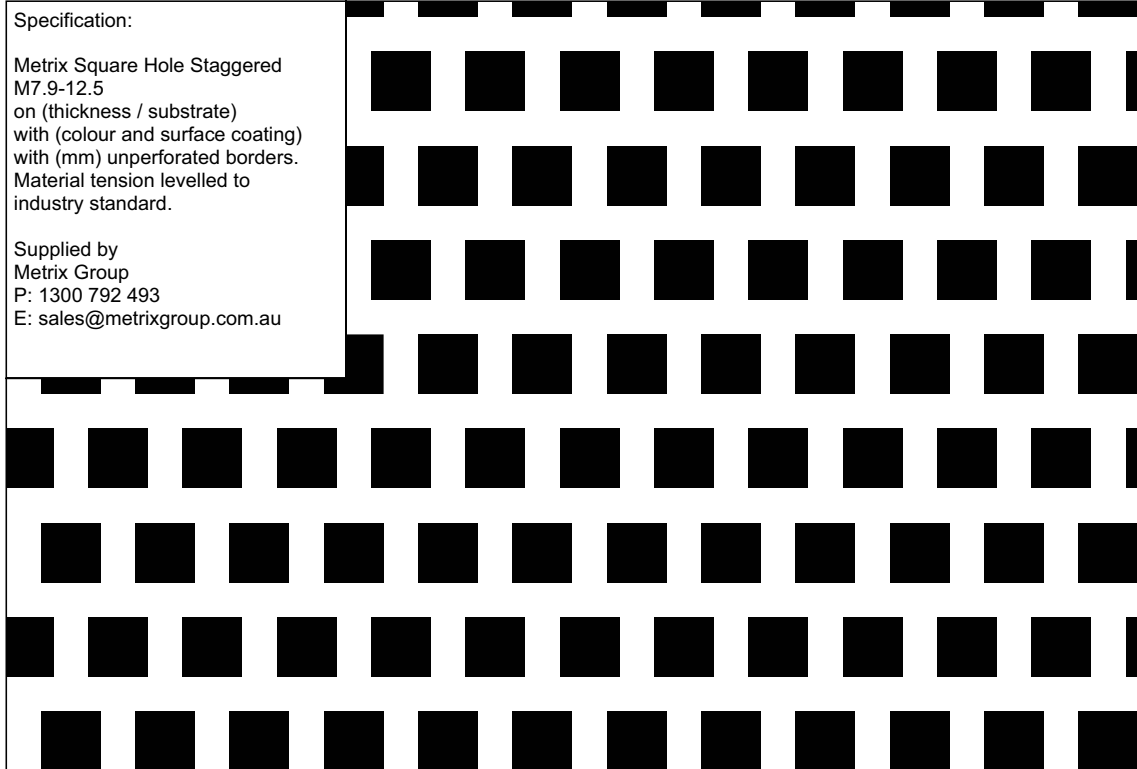 Specification:
Metrix Square Hole Staggered
M7.9-12.5
on (thickness / substrate)
with (colour and surface coating)
with (mm) unperforated borders.
Material tension levelled to
industry standard.
Supplied by
Metrix Group
P: 1300 792 493
E: sales@metrixgroup.com.au